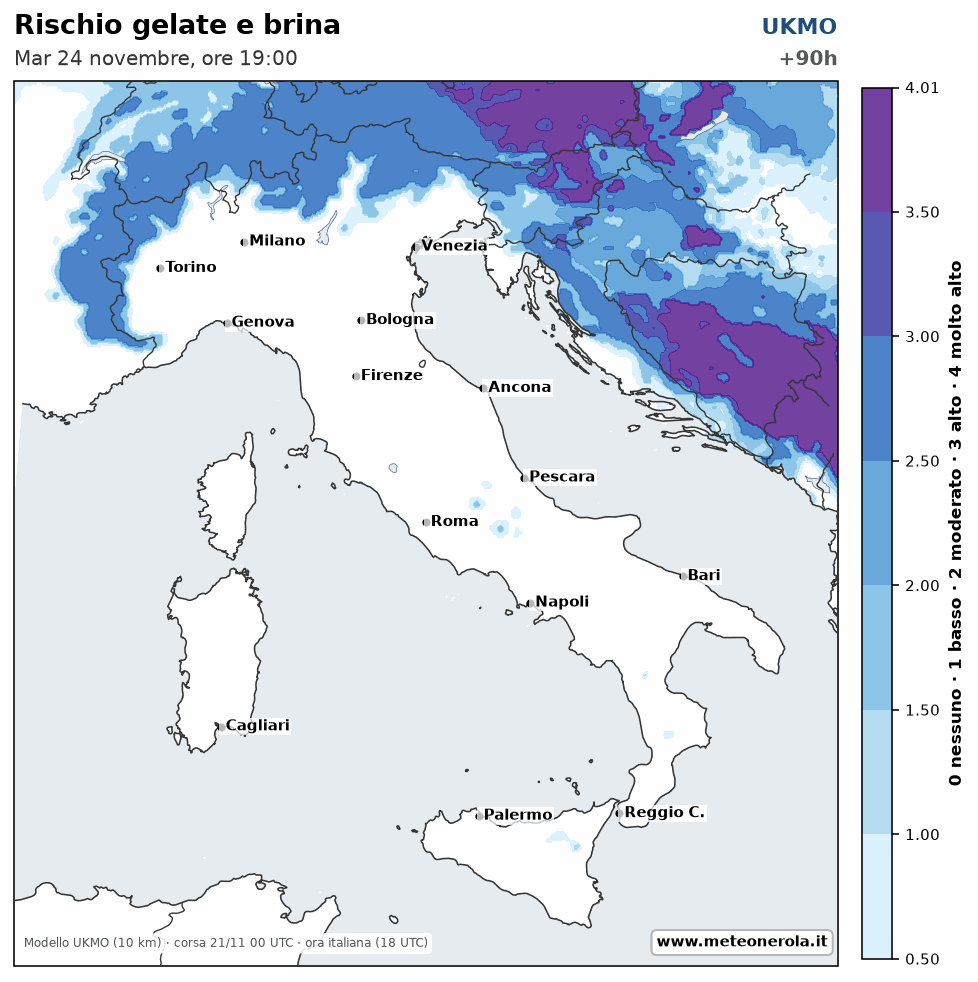 Rischio gelate e brina
UKMO
Mar 24 novembre, ore 19:00
+90h
4.01
3.50
3.00
2.50
2.00
1.50
1.00
0.50
0 nessuno · 1 basso · 2 moderato · 3 alto · 4 molto alto
Milano
Venezia
Torino
Genova
Bologna
Firenze
Ancona
Pescara
Roma
Bari
Napoli
Cagliari
Palermo
Reggio C.
Modello UKMO (10 km) · corsa 21/11 00 UTC · ora italiana (18 UTC)
www.meteonerola.it